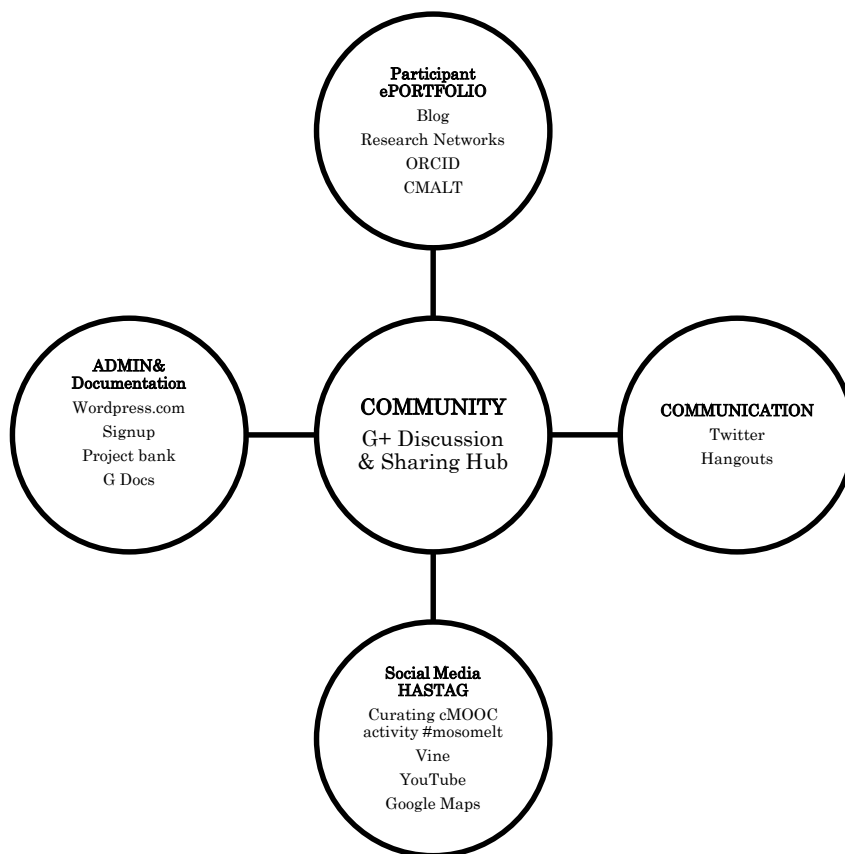 Participant
ePORTFOLIO
Blog
Research Networks
ORCID
CMALT
ADMIN&
Documentation
Wordpress.com
Signup
Project bank
G Docs
COMMUNITY
G+ Discussion
& Sharing Hub
COMMUNICATION
Twitter
Hangouts
Social Media
HASTAG
Curating cMOOC
activity #mosomelt
Vine
YouTube
Google Maps